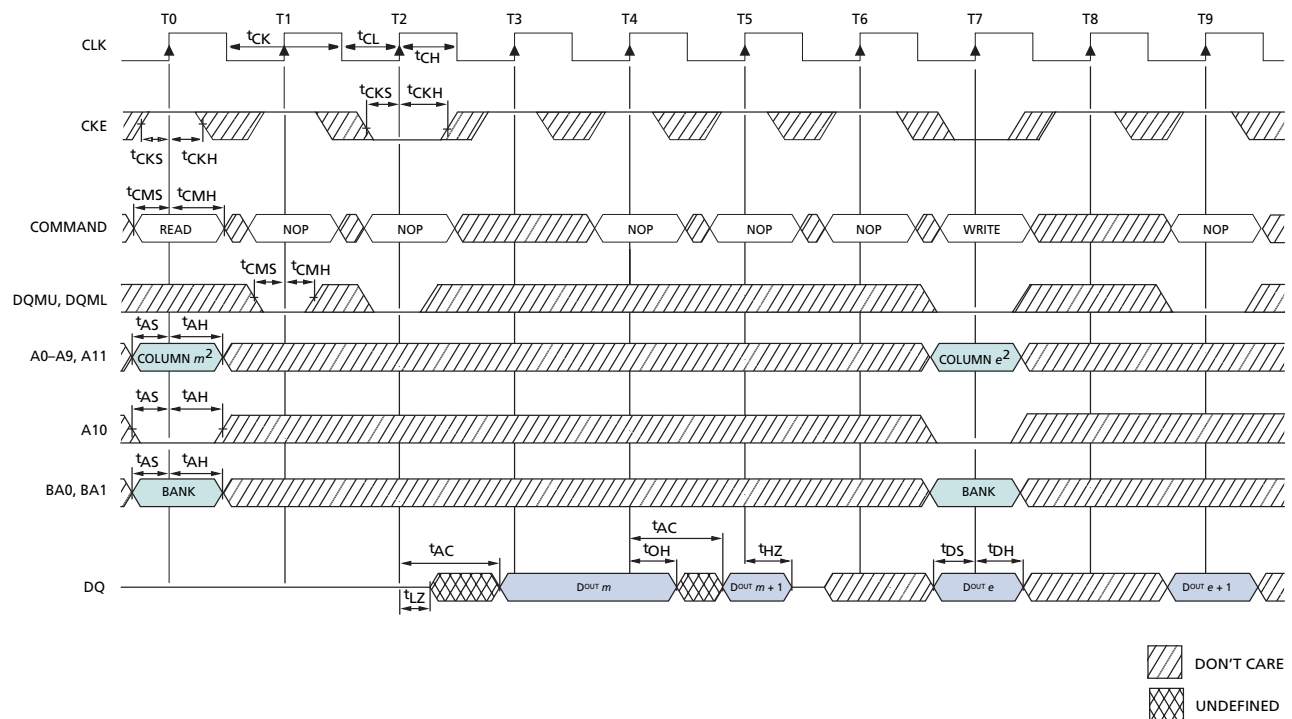 T0 T1 T2 T3 T4 T5 T6 T7 T8 T9
CLK
tCK tCL
tCH
CKE
tCKS tCKH
tCKS tCKH
COMMAND
tCMS tCMH
READ NOP NOP NOP NOP NOP WRITE NOP
DQMU, DQML
tCMS tCMH
A0–A9, A11
tAS tAH
COLUMN m2 COLUMN e2
A10
tAS tAH
BA0, BA1
tAS tAH
BANK BANK
DQ
tAC tAC
tOH tHZ tDS tDH
DOUT m DOUT m + 1 DOUT e DOUT e + 1
tLZ
DON'T CARE
UNDEFINED